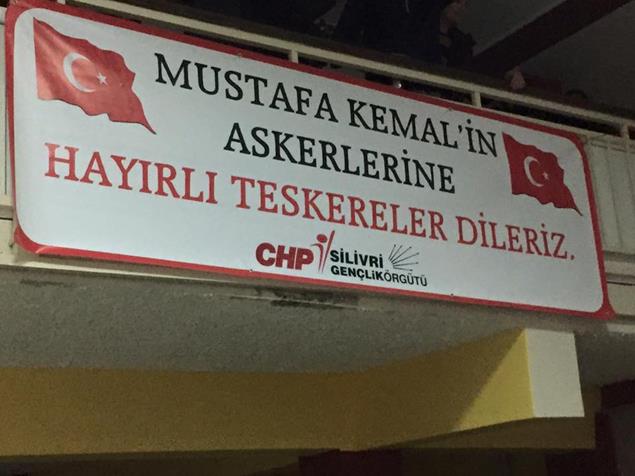 MUSTAFA KEMAL'İN
ASKERLERİNE
HAYIRLI TESKERELER DİLERİZ.
CHP SİLİVRİ
GENÇLİKÖRGÜTÜ